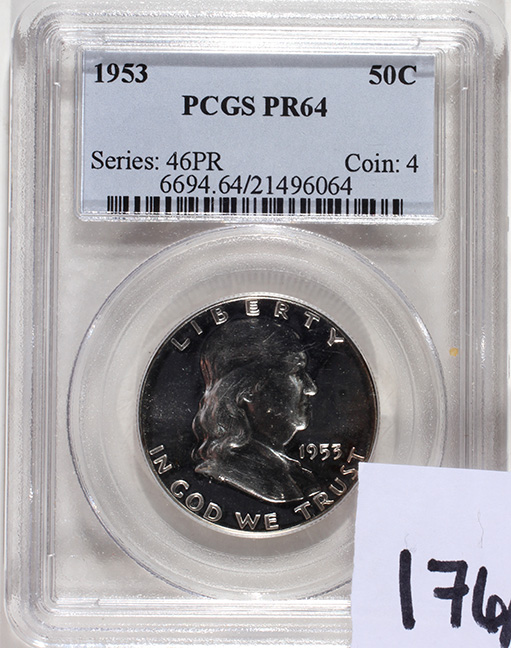 1953 50C
PCGS PR64
Series: 46PR Coin: 4
6694.64/21496064
LIBERTY
1953
IN GOD WE TRUST
176